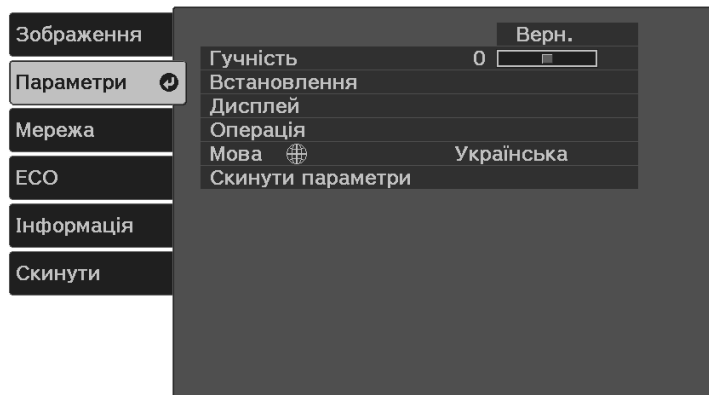 Зображення
Параметри
Мережа
ECO
Інформація
Скинути
Верн.
Гучність 0
Встановлення
Дисплей
Операція
Мова Українська
Скинути параметри